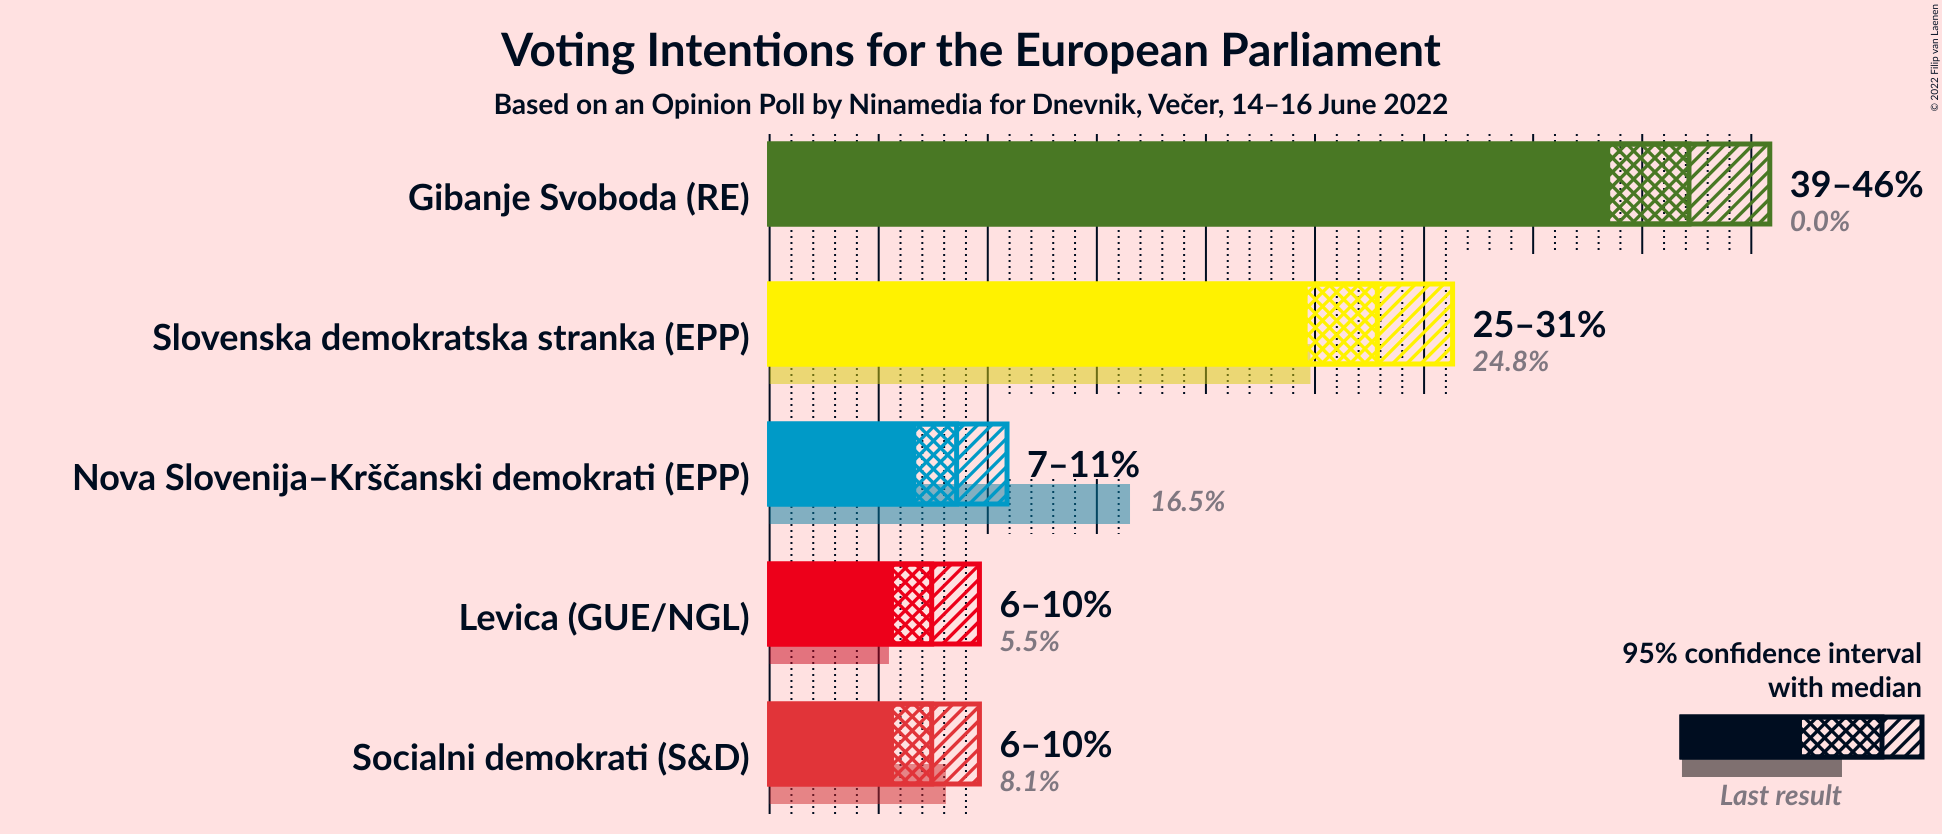 Voting Intentions for the European Parliament
Based on an Opinion Poll by Ninamedia for Dnevnik, Večer, 14–16 June 2022
© 2022 Filip van Laenen
Gibanje Svoboda (RE)
39–46%
0.0%
Slovenska demokratska stranka (EPP)
25–31%
24.8%
Nova Slovenija–Krščanski demokrati (EPP)
7–11%
16.5%
Levica (GUE/NGL)
6–10%
5.5%
Socialni demokrati (S&D)
6–10%
8.1%
95% confidence interval
with median
Last result